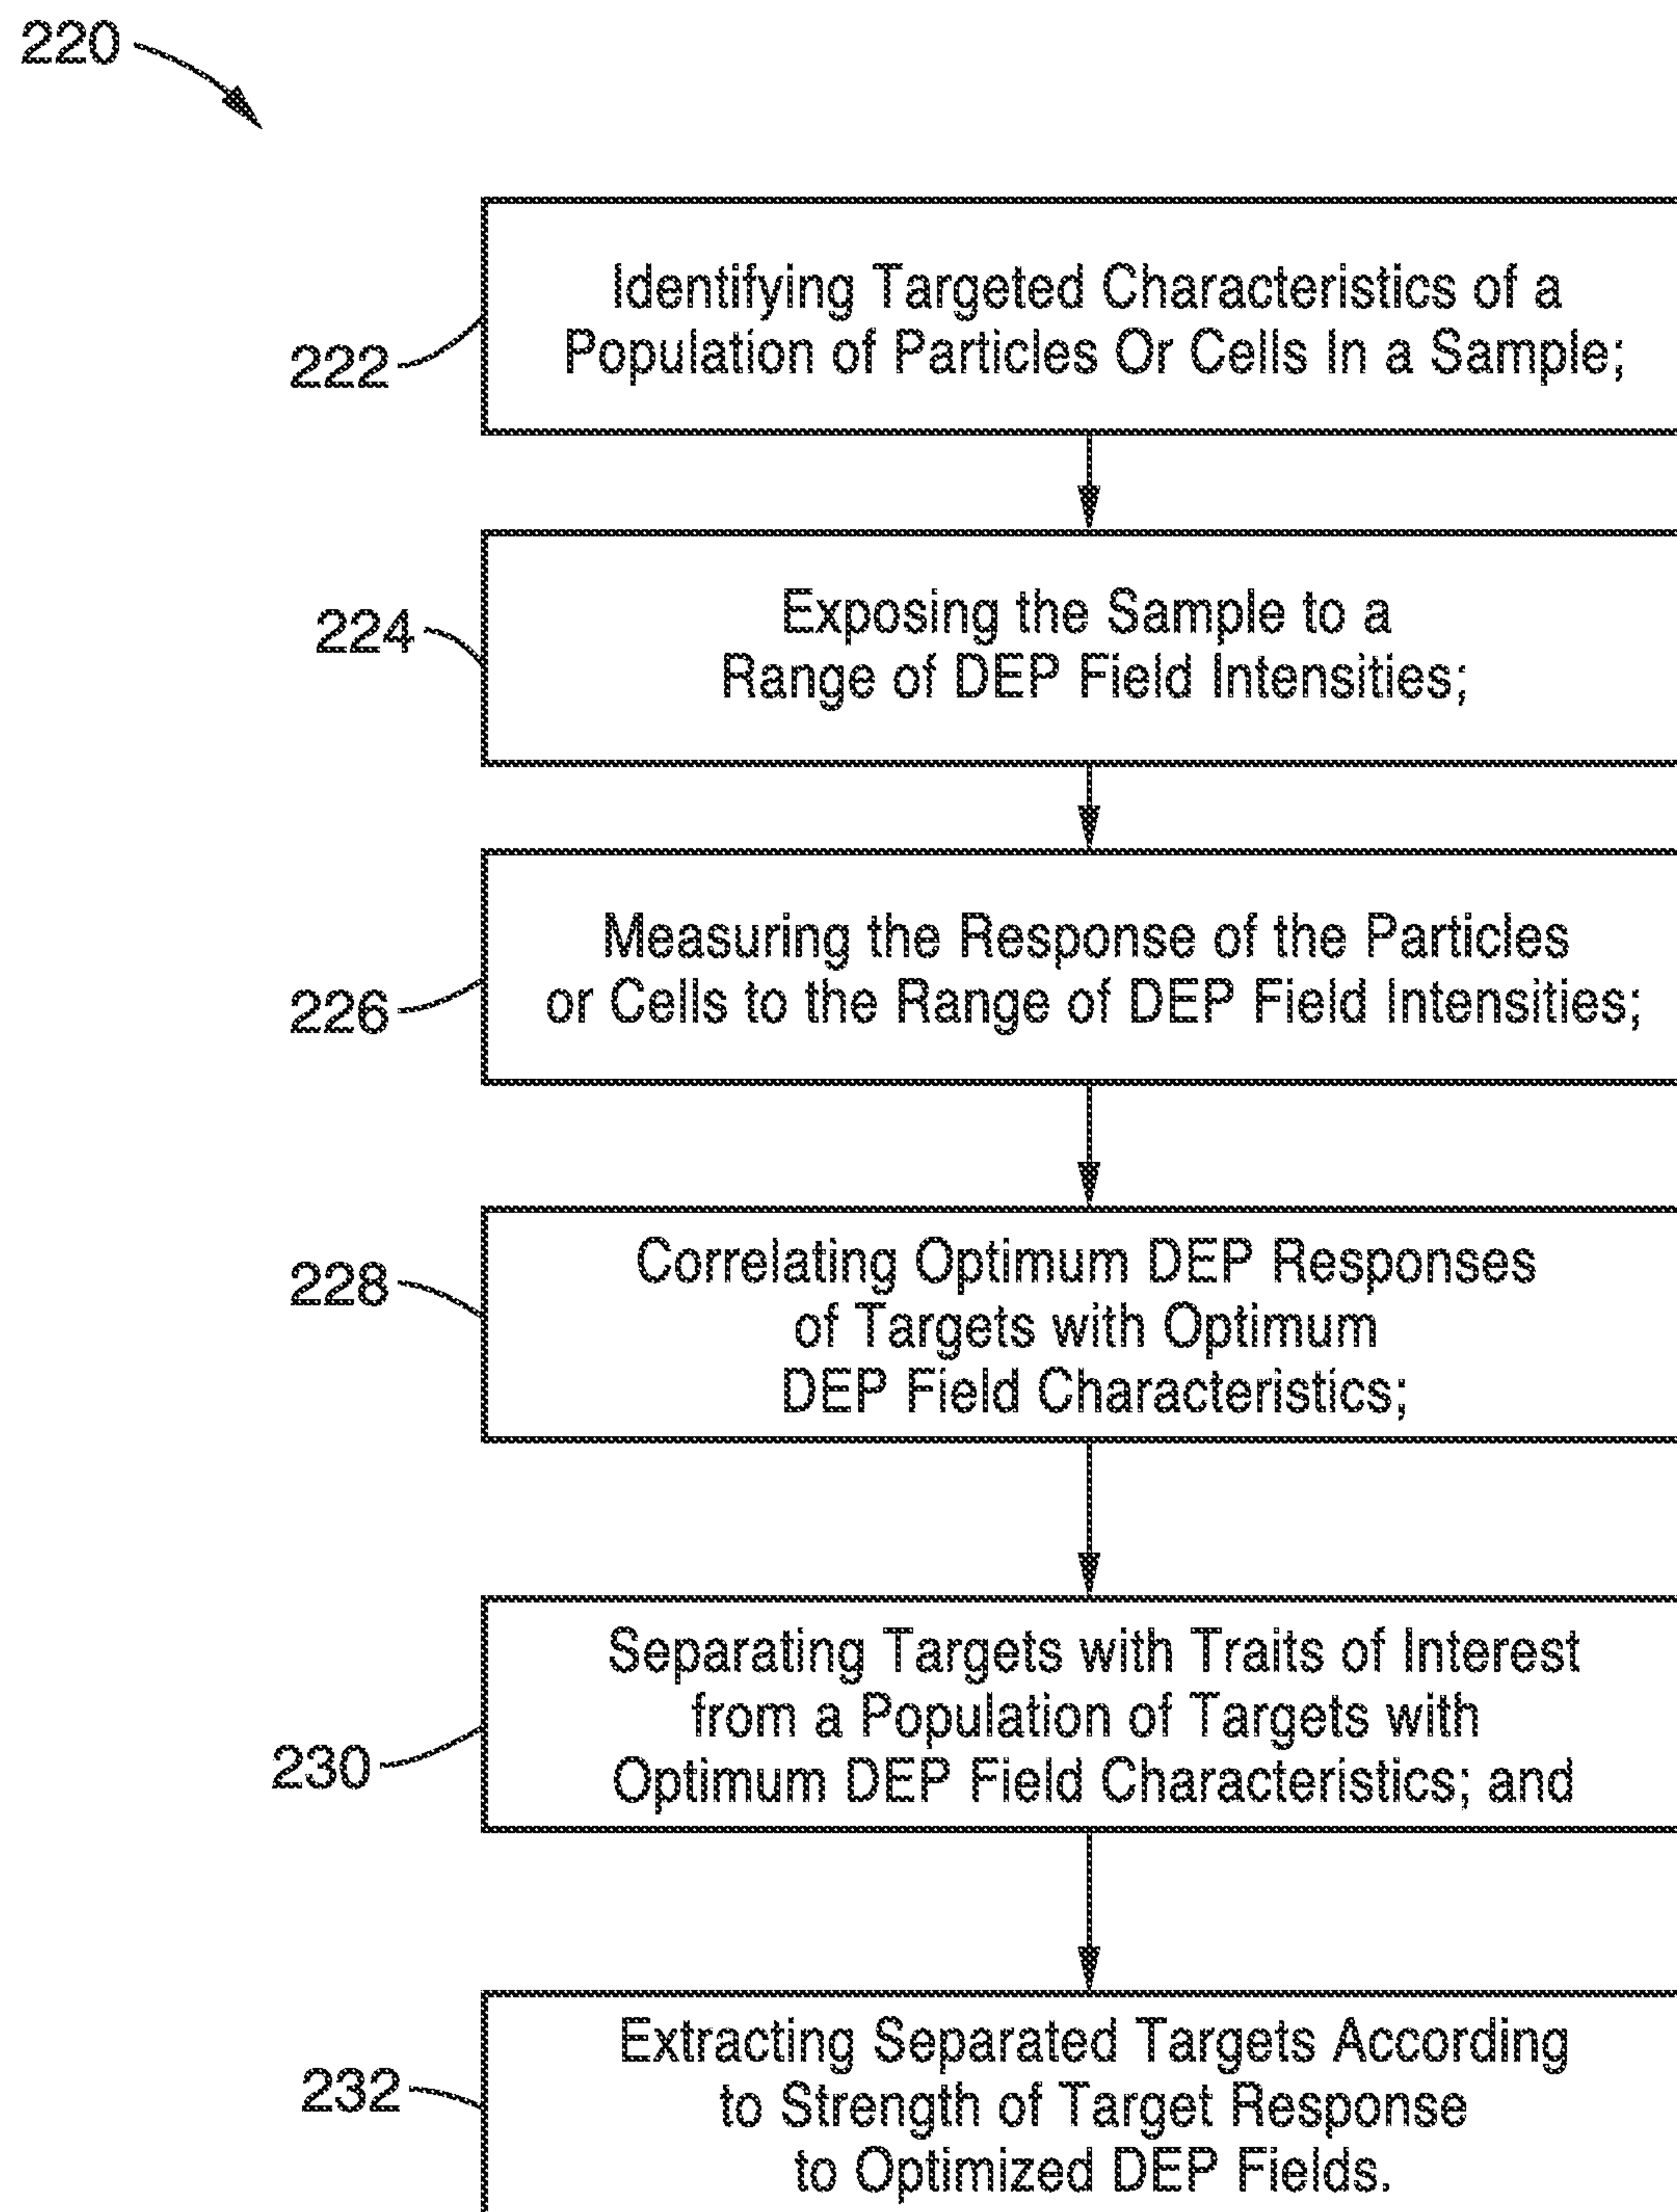 220
222
Identifying Targeted Characteristics of a
Population of Particles Or Cells In a Sample;
224
Exposing the Sample to a
Range of DEP Field Intensities;
226
Measuring the Response of the Particles
or Cells to the Range of DEP Field Intensities;
228
Correlating Optimum DEP Responses
of Targets with Optimum
DEP Field Characteristics;
230
Separating Targets with Traits of Interest
from a Population of Targets with
Optimum DEP Field Characteristics; and
232
Extracting Separated Targets According
to Strength of Target Response
to Optimized DEP Fields.